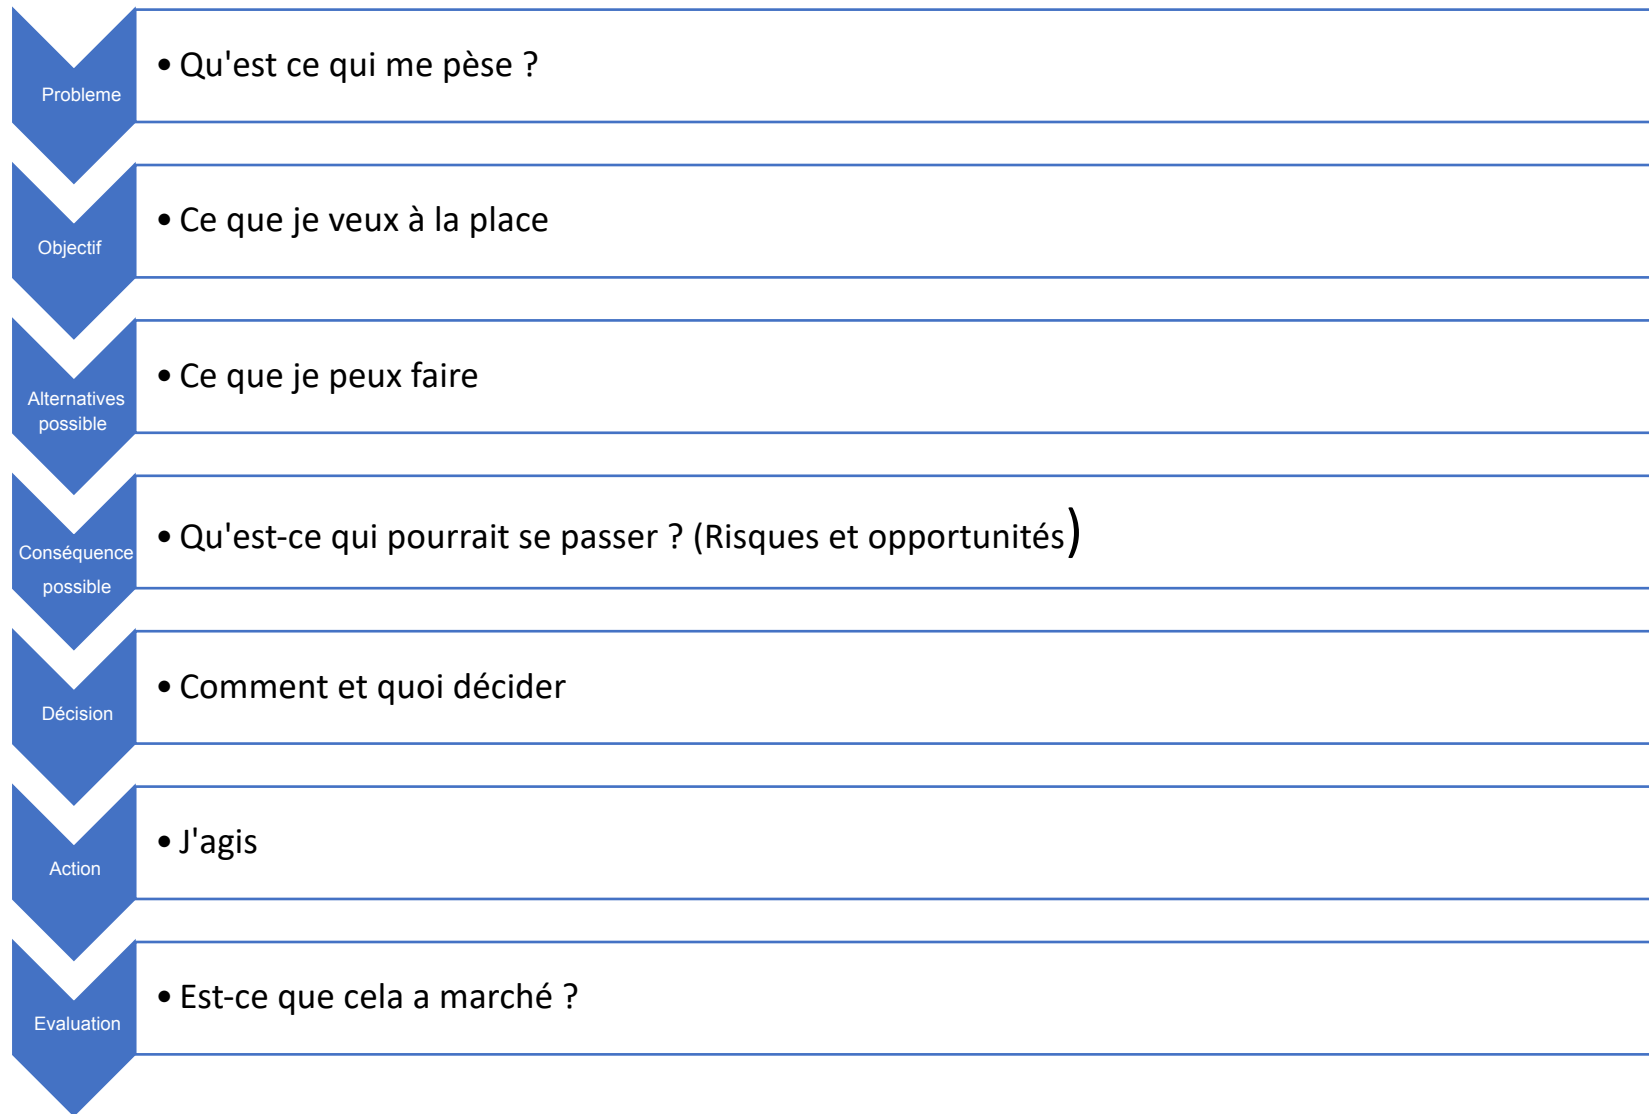 Probleme
• Qu'est ce qui me pèse ?
Objectif
• Ce que je veux à la place
Alternatives
possible
• Ce que je peux faire
Conséquence
possible
• Qu'est-ce qui pourrait se passer ? (Risques et opportunités)
Décision
• Comment et quoi décider
Action
• J'agis
Evaluation
• Est-ce que cela a marché ?